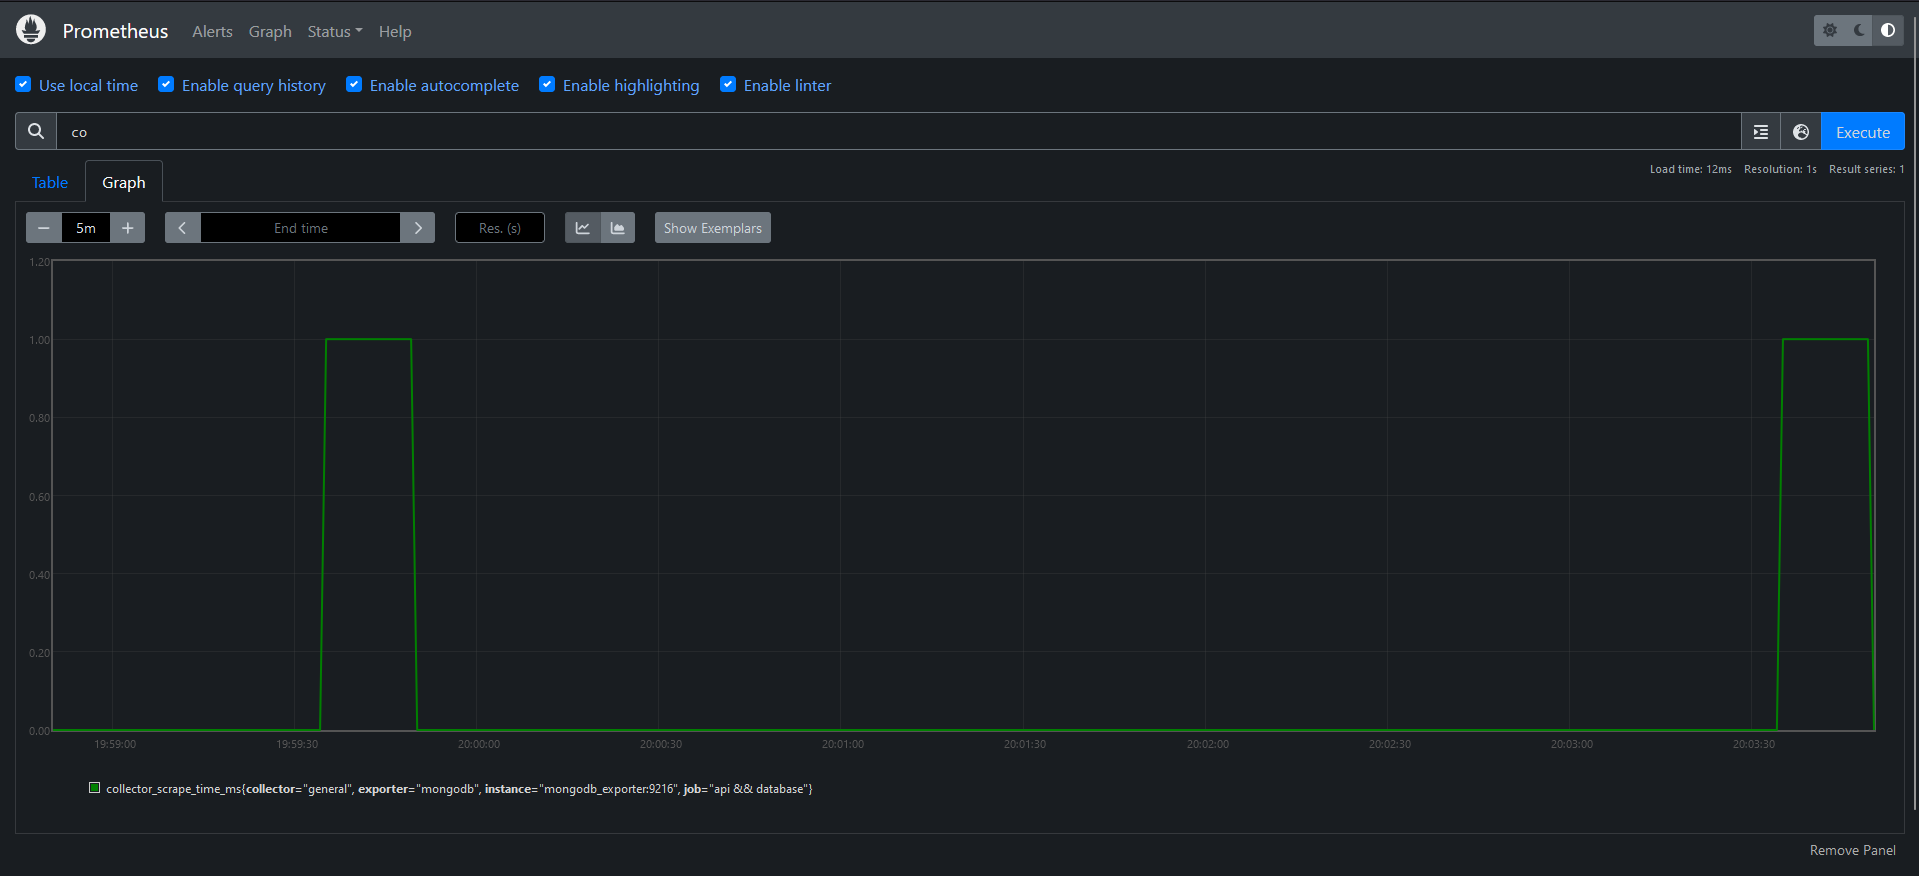 Prometheus Alerts Graph Status Help
Use local time Enable query history Enable autocomplete Enable highlighting Enable linter
co Execute
Table Graph Load time: 12ms Resolution: 1s Result series: 1
5m End time Res. (s) Show Exemplars
1.20
1.00
0.80
0.60
0.40
0.20
0.00
19:59:00 19:59:30 20:00:00 20:00:30 20:01:00 20:01:30 20:02:00 20:02:30 20:03:00 20:03:30
collector_scrape_time_ms{collector="general", exporter="mongodb", instance="mongodb_exporter:9216", job="api && database"}
Remove Panel